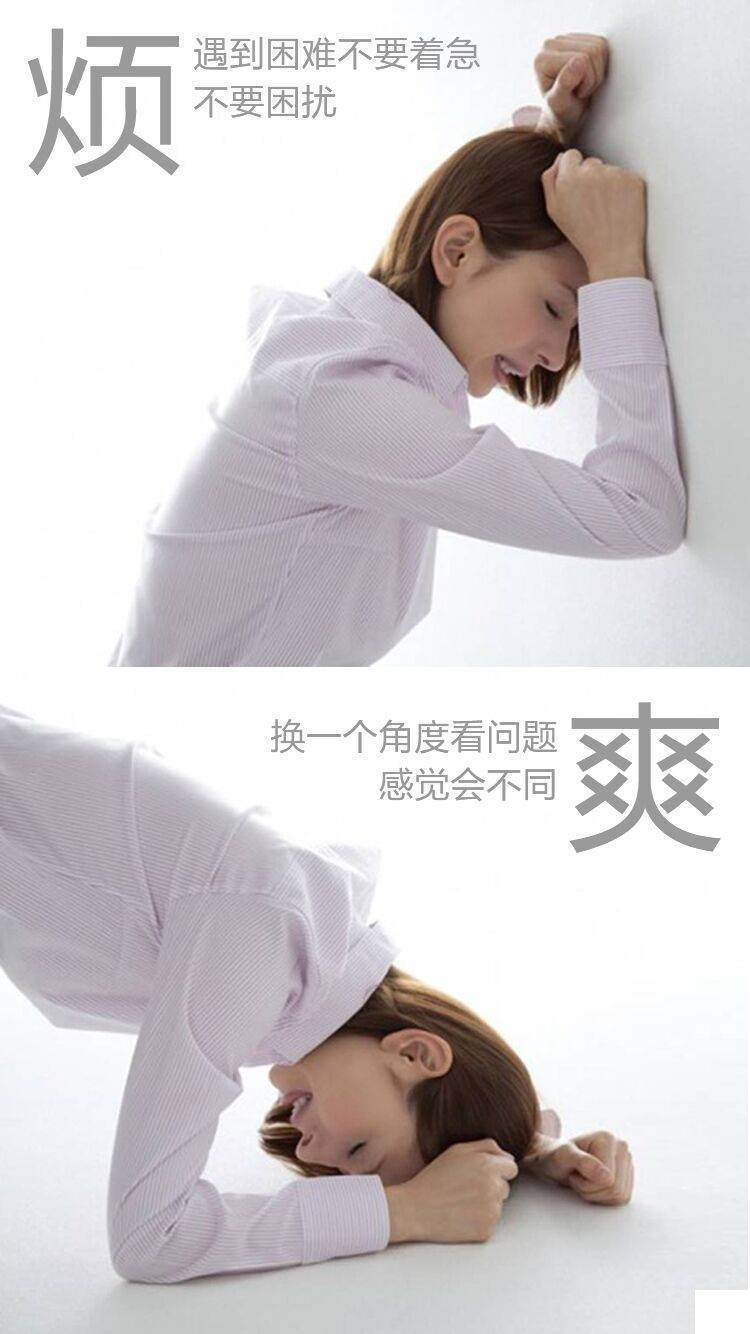 烦
遇到困难不要着急
不要困扰
换一个角度看问题
感觉会不同
爽